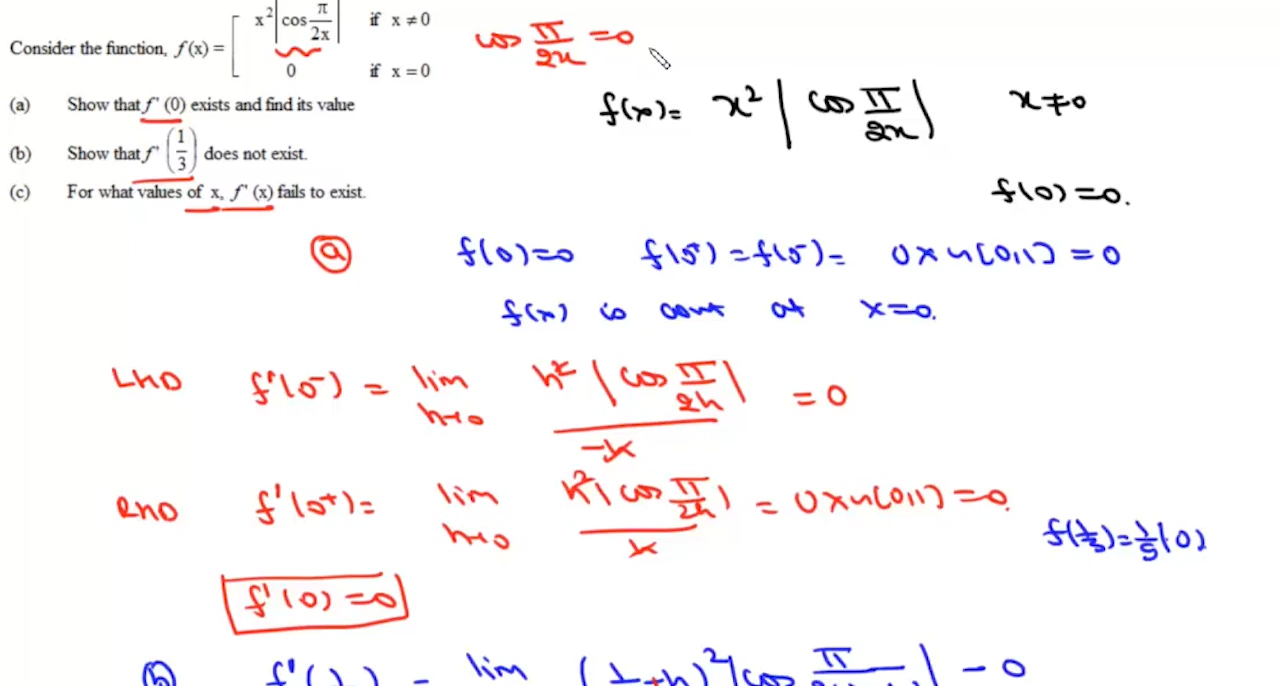 Consider the function, f(x) = [ x²|cos π/2x| if x ≠ 0
0 if x = 0
cos π/2x = 0
(a) Show that f' (0) exists and find its value
(b) Show that f' (1/3) does not exist.
(c) For what values of x, f' (x) fails to exist.
f(x) = x² |cos π/2x| x ≠ 0
f(0) = 0.
(a) f(0) = 0 f(0⁺) = f(0⁻) = 0 × n[0,1] = 0
f(x) is cont at x = 0.
LHD f'(0⁻) = lim h→0 h² |cos π/2h| / -h = 0
RHD f'(0⁺) = lim h→0 h² |cos π/2h| / h = 0 × n[0,1] = 0.
f(1/3) = 1/9 (0)
f'(0) = 0
(b) lim
- 0